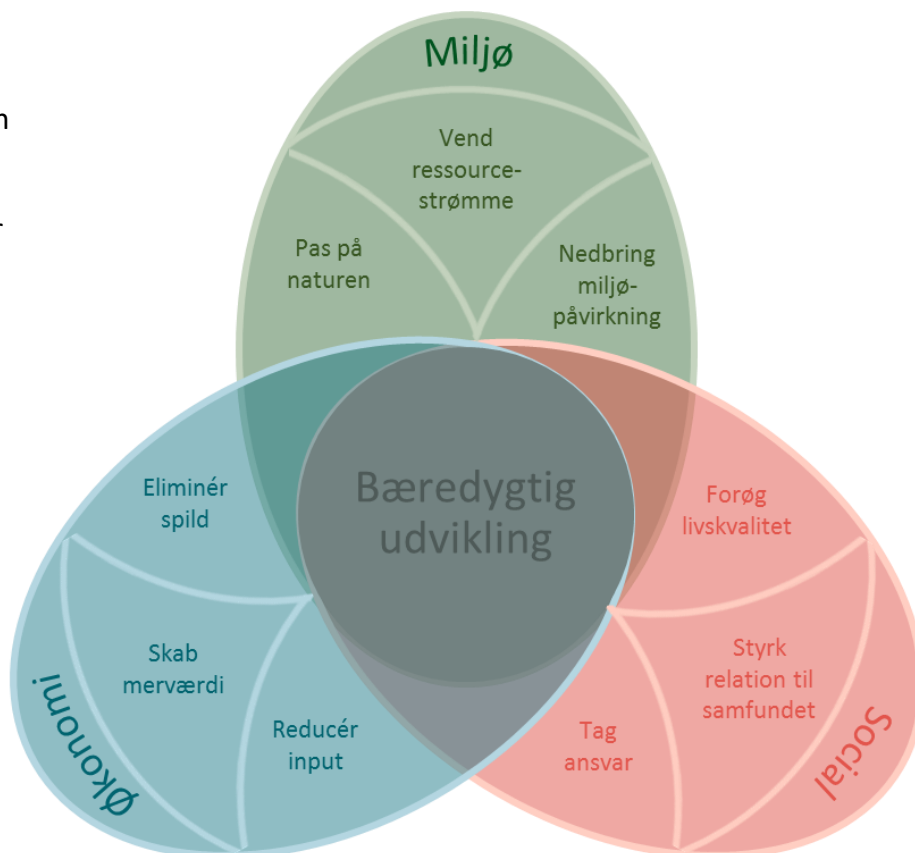 Miljø
Vend
ressource-
strømme
Pas på
naturen
Nedbring
miljø-
påvirkning
Bæredygtig
udvikling
Eliminér
spild
Skab
merværdi
Reducér
input
Økonomi
Forøg
livskvalitet
Styrk
relation til
samfundet
Tag
ansvar
Social